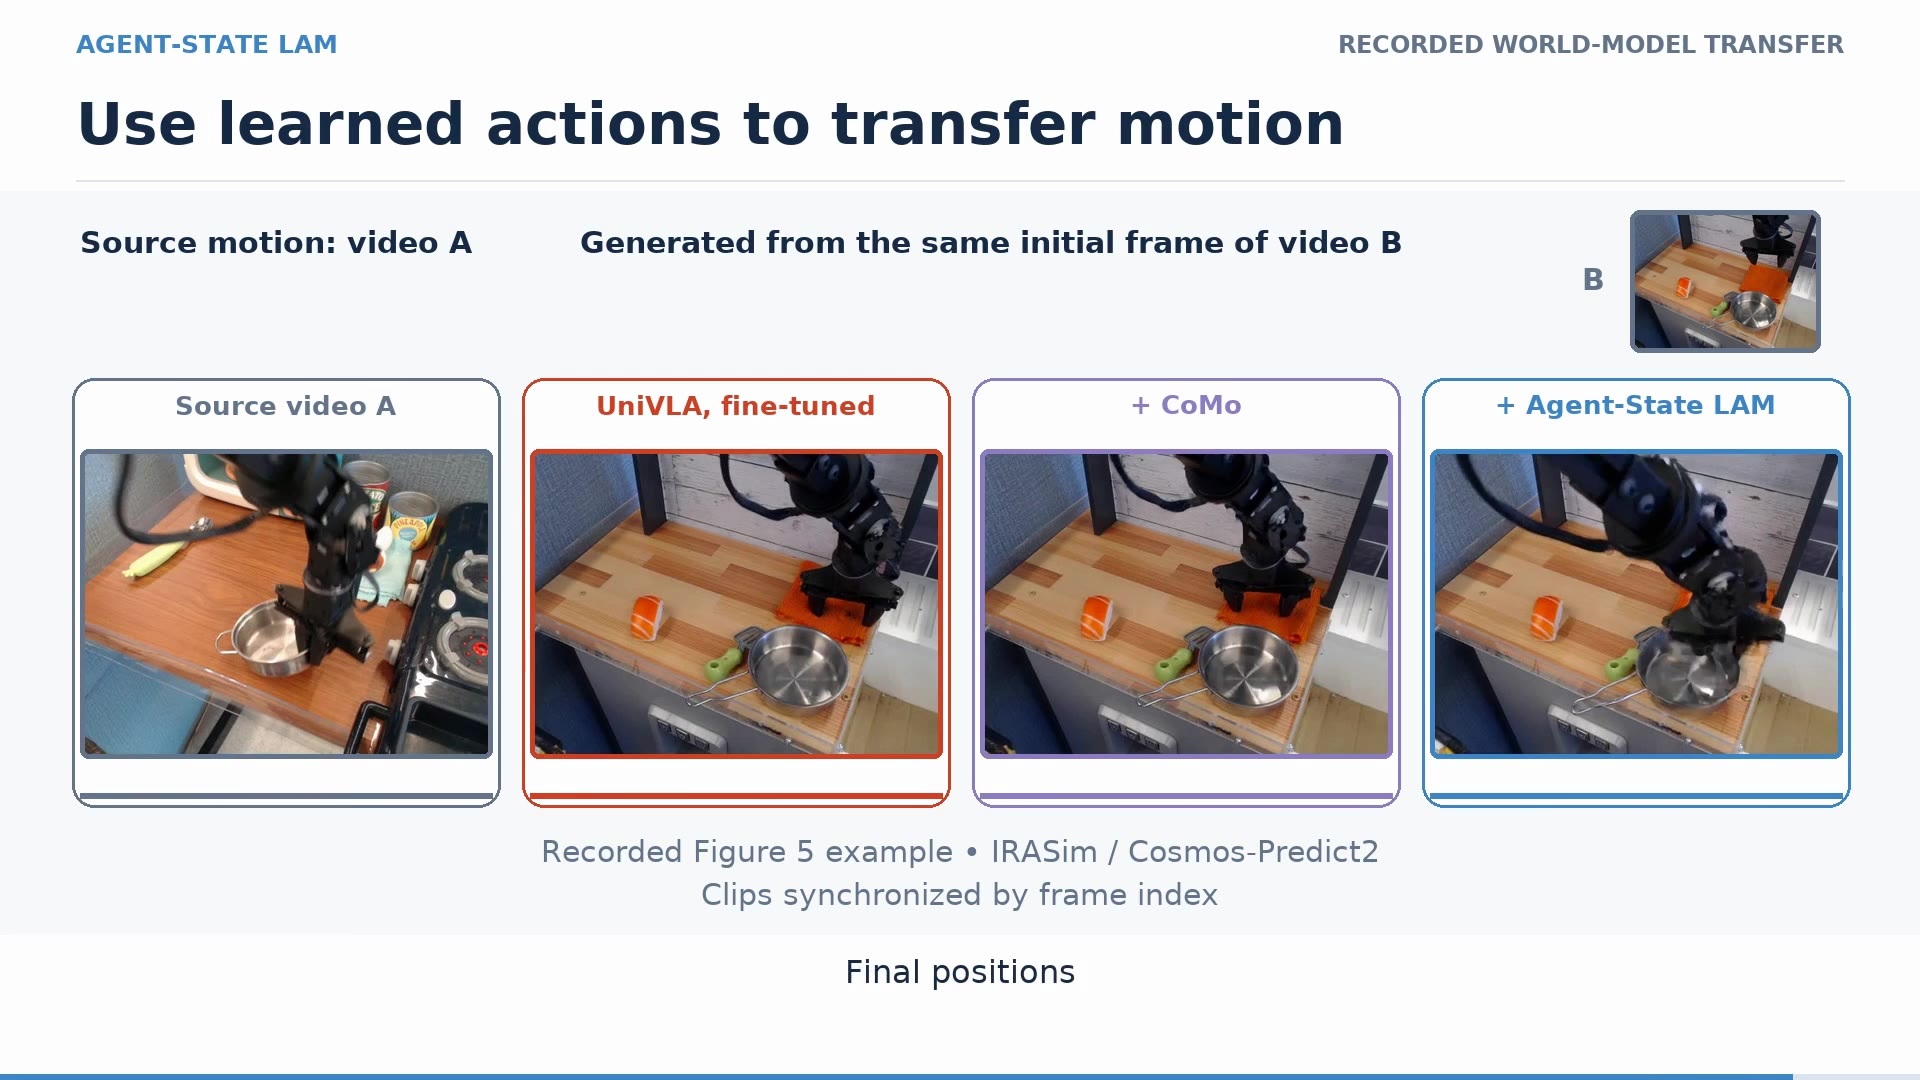 AGENT-STATE LAM
RECORDED WORLD-MODEL TRANSFER
Use learned actions to transfer motion
Source motion: video A
Generated from the same initial frame of video B
B
Source video A
UniVLA, fine-tuned
+ CoMo
+ Agent-State LAM
Recorded Figure 5 example • IRASim / Cosmos-Predict2
Clips synchronized by frame index
Final positions